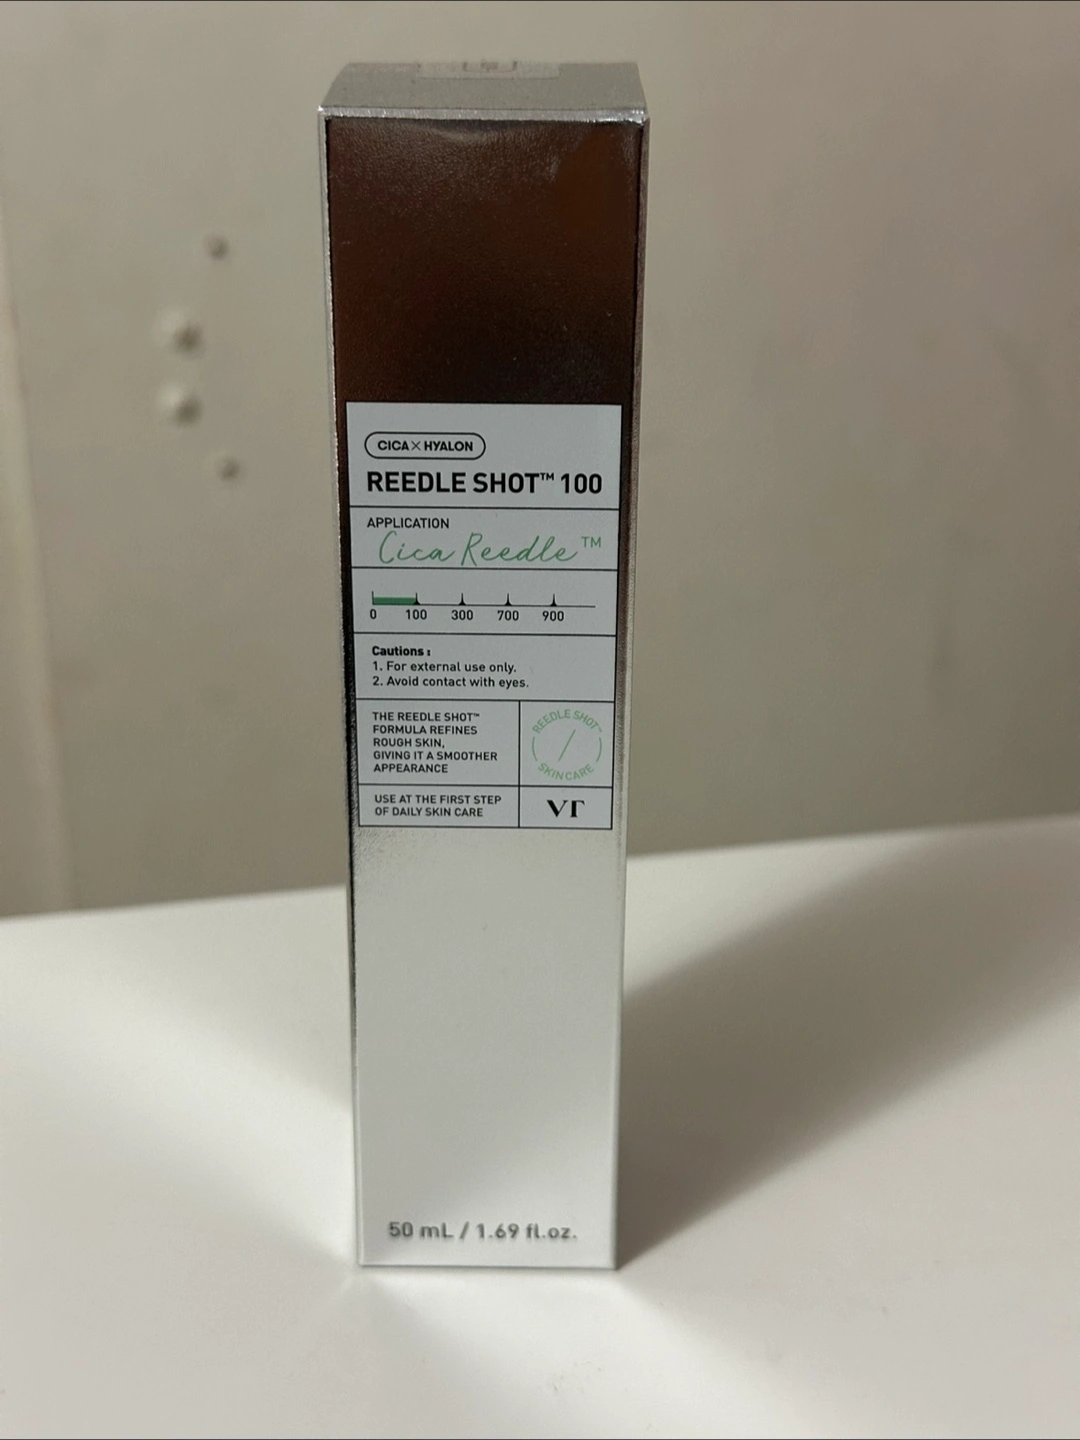 CICA×HYALON
REEDLE SHOT™ 100
APPLICATION
Cica Reedle™
0 100 300 700 900
Cautions :
1. For external use only.
2. Avoid contact with eyes.
THE REEDLE SHOT™
FORMULA REFINES
ROUGH SKIN,
GIVING IT A SMOOTHER
APPEARANCE
REEDLE SHOT™
SKIN CARE
USE AT THE FIRST STEP
OF DAILY SKIN CARE
VT
50 mL / 1.69 fl.oz.